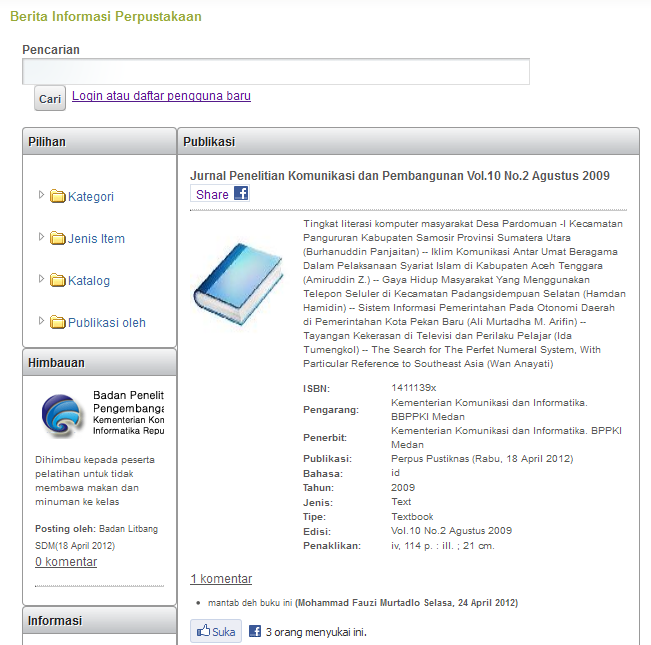 Berita Informasi Perpustakaan
Pencarian
Cari Login atau daftar pengguna baru
Pilihan
Kategori
Jenis Item
Katalog
Publikasi oleh
Himbauan
Badan Penelit
Pengembanga
Kementerian Kon
Informatika Repu
Dihimbau kepada peserta
pelatihan untuk tidak
membawa makan dan
minuman ke kelas
Posting oleh: Badan Litbang
SDM(18 April 2012)
0 komentar
Informasi
Publikasi
Jurnal Penelitian Komunikasi dan Pembangunan Vol.10 No.2 Agustus 2009
Share
Tingkat literasi komputer masyarakat Desa Pardomuan -I Kecamatan
Pangururan Kabupaten Samosir Provinsi Sumatera Utara
(Burhanuddin Panjaitan) -- Iklim Komunikasi Antar Umat Beragama
Dalam Pelaksanaan Syariat Islam di Kabupaten Aceh Tenggara
(Amiruddin Z.) -- Gaya Hidup Masyarakat Yang Menggunakan
Telepon Seluler di Kecamatan Padangsidempuan Selatan (Hamdan
Hamidin) -- Sistem Informasi Pemerintahan Pada Otonomi Daerah
di Pemerintahan Kota Pekan Baru (Ali Murtadha M. Arifin) --
Tayangan Kekerasan di Televisi dan Perilaku Pelajar (Ida
Tumengkol) -- The Search for The Perfet Numeral System, With
Particular Reference to Southeast Asia (Wan Anayati)
ISBN: 1411139x
Pengarang: Kementerian Komunikasi dan Informatika.
BBPPKI Medan
Penerbit: Kementerian Komunikasi dan Informatika. BPPKI
Medan
Publikasi: Perpus Pustiknas (Rabu, 18 April 2012)
Bahasa: id
Tahun: 2009
Jenis: Text
Tipe: Textbook
Edisi: Vol.10 No.2 Agustus 2009
Penaklikan: iv, 114 p. : ill. ; 21 cm.
1 komentar
mantab deh buku ini (Mohammad Fauzi Murtadlo Selasa, 24 April 2012)
Suka 3 orang menyukai ini.